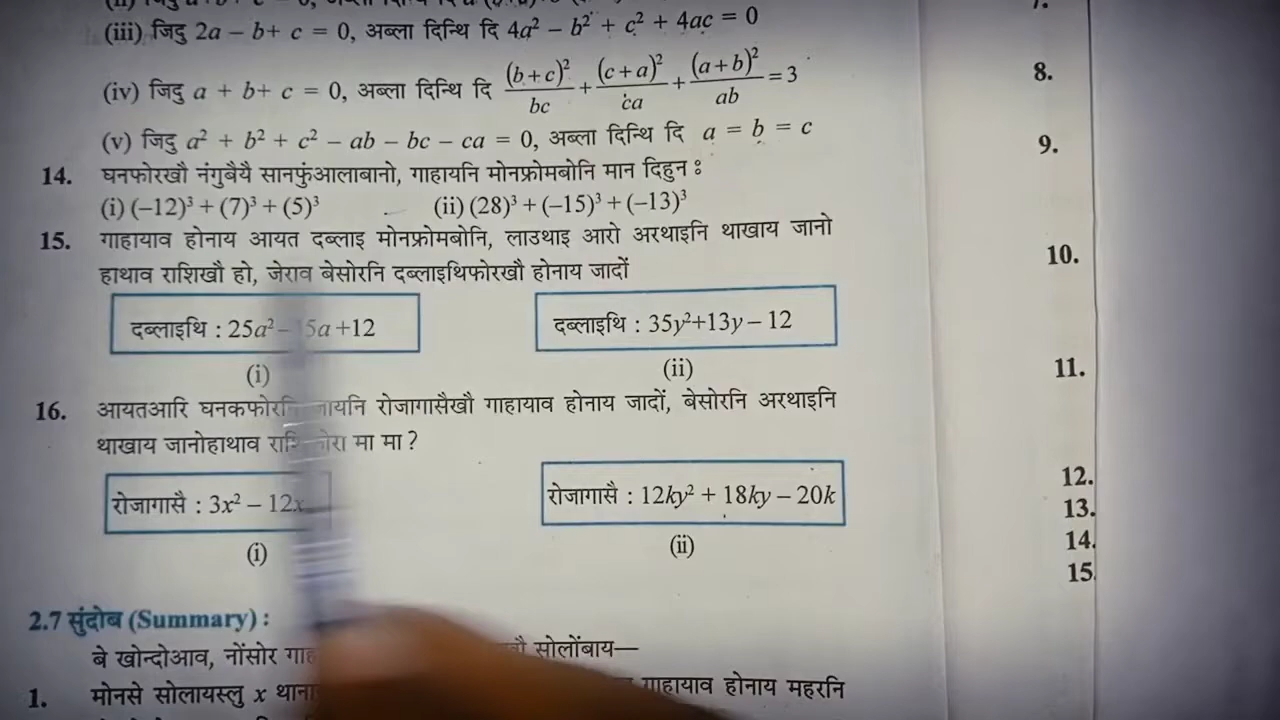 (iii) जिदु 2a − b+ c = 0, अब्ला दिन्थि दि 4a² − b² + c² + 4ac = 0
(iv) जिदु a + b+ c = 0, अब्ला दिन्थि दि (b+c)²/bc + (c+a)²/ca + (a+b)²/ab = 3
(v) जिदु a² + b² + c² − ab − bc − ca = 0, अब्ला दिन्थि दि a = b = c
14. घनफोरखौ नंगुबैयै सानफुंआलाबानो, गाहायनि मोनफ्रोमबोनि मान दिहुन :
(i) (−12)³ + (7)³ + (5)³ (ii) (28)³ + (−15)³ + (−13)³
15. गाहायाव होनाय आयत दब्लाइ मोनफ्रोमबोनि, लाउथाइ आरो अरथाइनि थाखाय जानो
हाथाव राशिखौ हो, जेराव बेसोरनि दब्लाइथिफोरखौ होनाय जादों
दब्लाइथि : 25a² − 5a +12
दब्लाइथि : 35y²+13y − 12
(i)
(ii)
16. आयतआरि रोजागासैखौ गाहायाव होनाय जादों, बेसोरनि अरथाइनि
थाखाय जानोहाथाव मा मा ?
रोजागासै : 3x² − 12x
रोजागासै : 12ky² + 18ky − 20k
(i)
(ii)
2.7 सुंदोब (Summary) :
बे खोन्दोआव, नोंसोर सोलोंबाय—
1. मोनसे सोलायस्लु x गाहायाव होनाय महरनि
7.
8.
9.
10.
11.
12.
13.
14.
15.